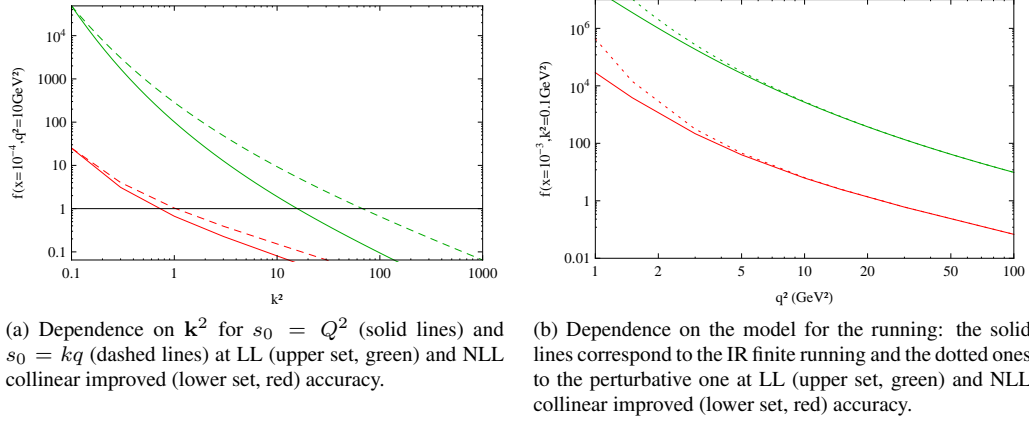 10⁴
1000
100
10
1
0.1
f(x=10⁻⁴,q²=10GeV²)
0.1 1 10 100 1000
k²
10⁶
10⁴
100
1
0.01
f(x=10⁻³,k²=0.1GeV²)
1 2 5 10 20 50 100
q² (GeV²)
(a) Dependence on k² for s₀ = Q² (solid lines) and
s₀ = kq (dashed lines) at LL (upper set, green) and NLL
collinear improved (lower set, red) accuracy.
(b) Dependence on the model for the running: the solid
lines correspond to the IR finite running and the dotted ones
to the perturbative one at LL (upper set, green) and NLL
collinear improved (lower set, red) accuracy.